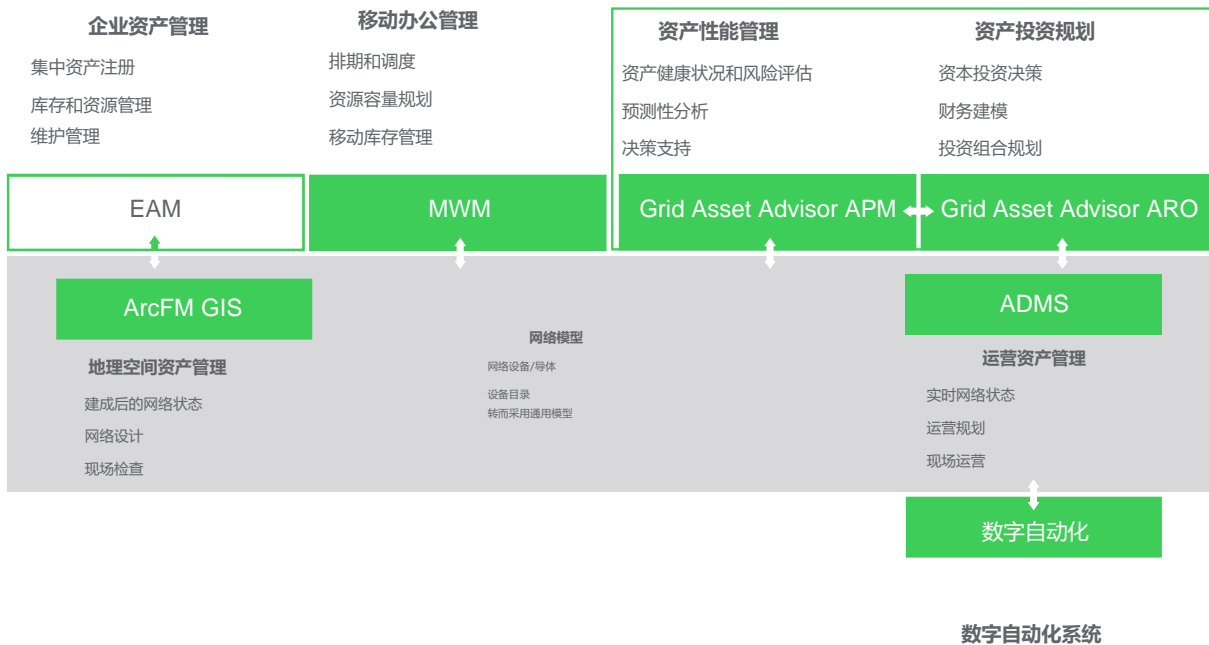 企业资产管理
集中资产注册
库存和资源管理
维护管理
移动办公管理
排期和调度
资源容量规划
移动库存管理
资产性能管理
资产健康状况和风险评估
预测性分析
决策支持
资产投资规划
资本投资决策
财务建模
投资组合规划
EAM
MWM
Grid Asset Advisor APM
Grid Asset Advisor ARO
ArcFM GIS
地理空间资产管理
建成后的网络状态
网络设计
现场检查
网络模型
网络设备/导体
设备目录
转而采用通用模型
ADMS
运营资产管理
实时网络状态
运营规划
现场运营
数字自动化
数字自动化系统